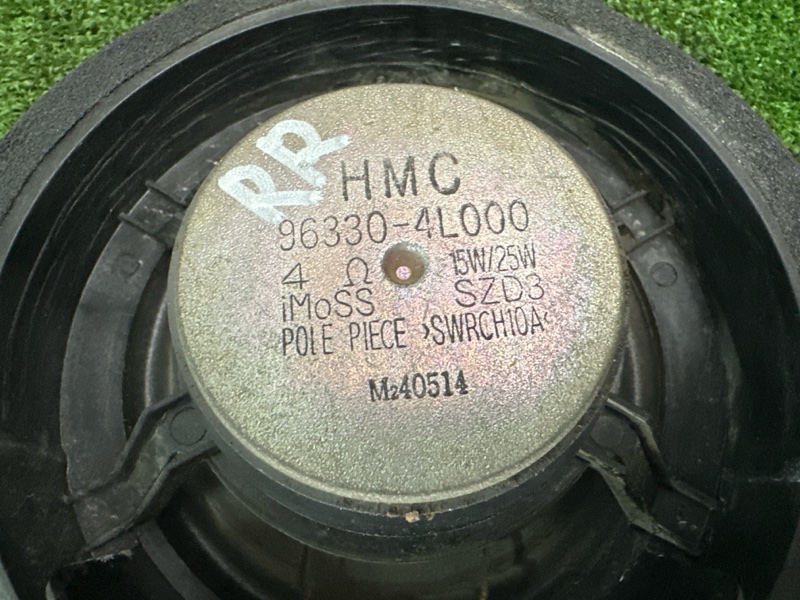 RR
HMC
96330-4L000
4 Ω 15W/25W
iMoSS SZD3
POLE PIECE >SWRCH10A<
M240514